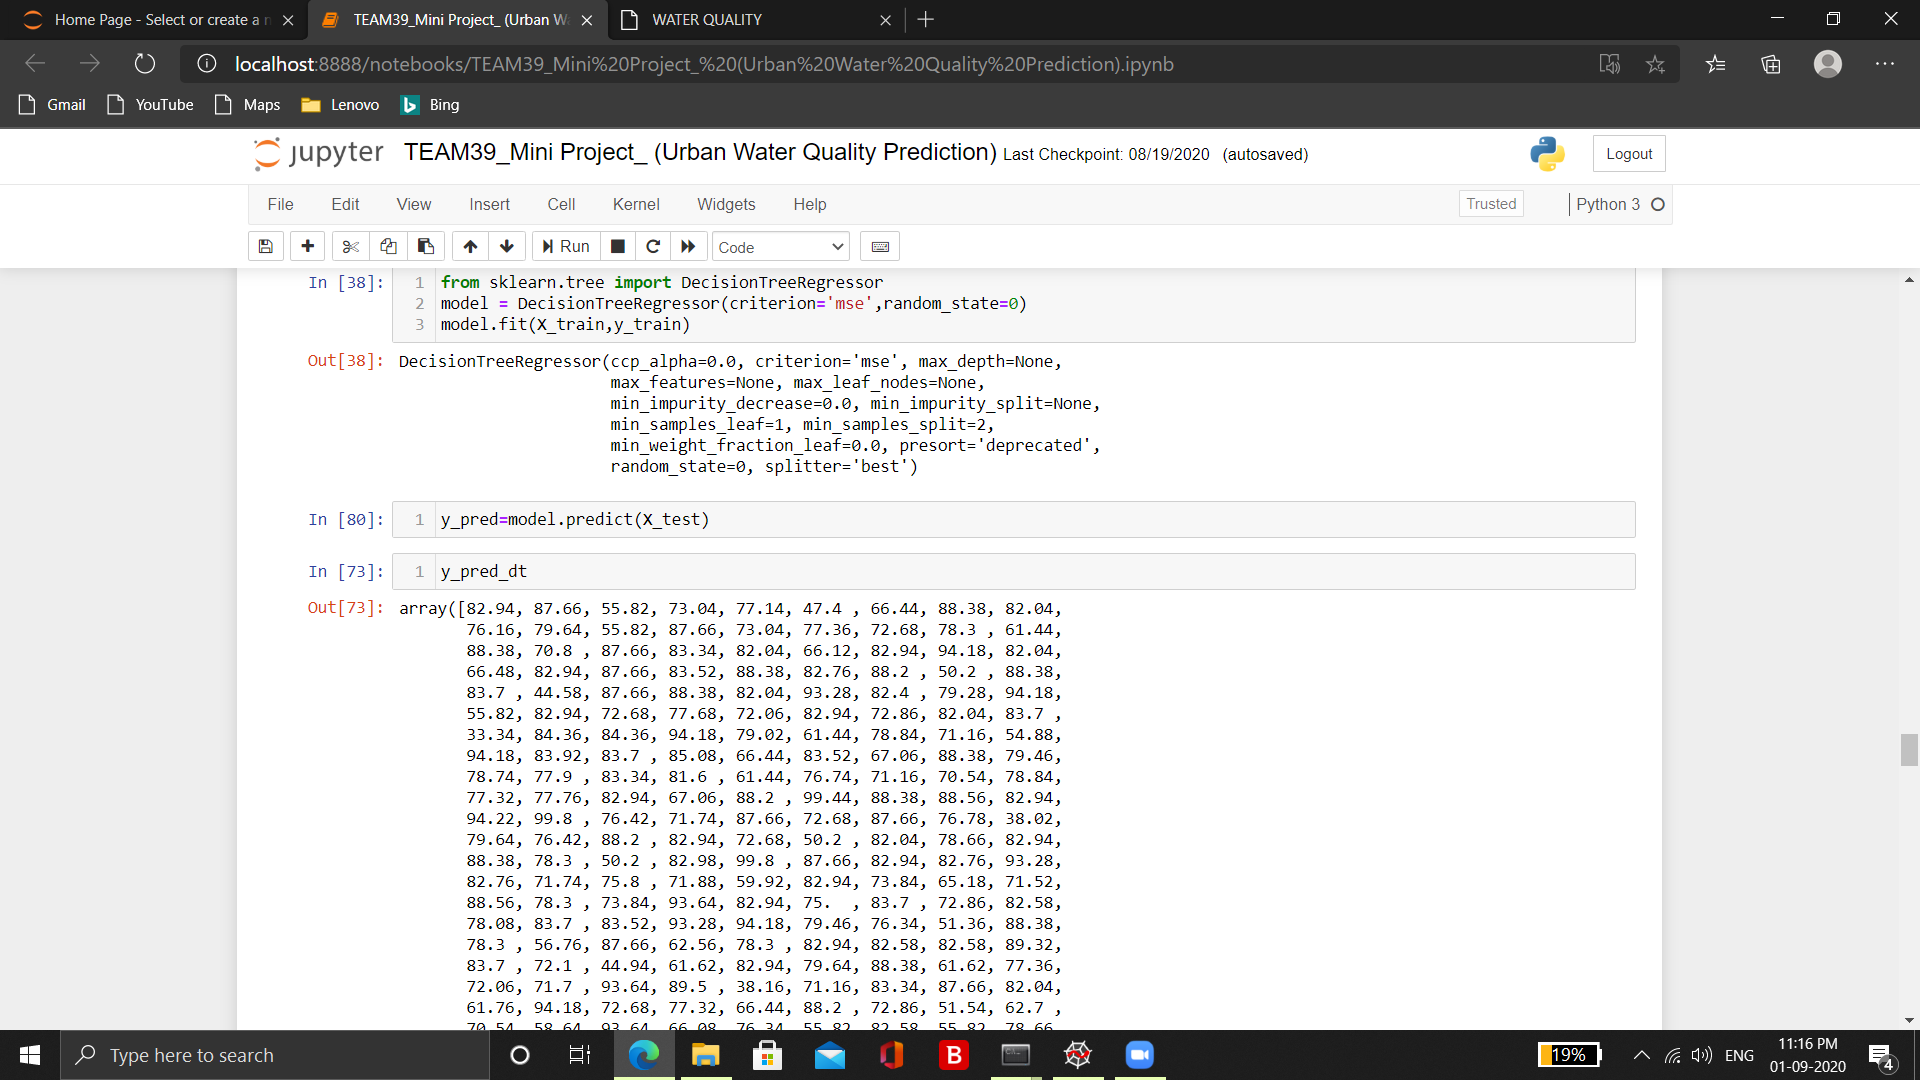 Home Page - Select or create a n
TEAM39_Mini Project_ (Urban W
WATER QUALITY
localhost:8888/notebooks/TEAM39_Mini%20Project_%20(Urban%20Water%20Quality%20Prediction).ipynb
Gmail YouTube Maps Lenovo Bing
jupyter TEAM39_Mini Project_ (Urban Water Quality Prediction) Last Checkpoint: 08/19/2020 (autosaved) Logout
File Edit View Insert Cell Kernel Widgets Help Trusted Python 3
Run Code
In [38]: 1 from sklearn.tree import DecisionTreeRegressor
2 model = DecisionTreeRegressor(criterion='mse',random_state=0)
3 model.fit(X_train,y_train)
Out[38]: DecisionTreeRegressor(ccp_alpha=0.0, criterion='mse', max_depth=None,
max_features=None, max_leaf_nodes=None,
min_impurity_decrease=0.0, min_impurity_split=None,
min_samples_leaf=1, min_samples_split=2,
min_weight_fraction_leaf=0.0, presort='deprecated',
random_state=0, splitter='best')
In [80]: 1 y_pred=model.predict(X_test)
In [73]: 1 y_pred_dt
Out[73]: array([82.94, 87.66, 55.82, 73.04, 77.14, 47.4 , 66.44, 88.38, 82.04,
76.16, 79.64, 55.82, 87.66, 73.04, 77.36, 72.68, 78.3 , 61.44,
88.38, 70.8 , 87.66, 83.34, 82.04, 66.12, 82.94, 94.18, 82.04,
66.48, 82.94, 87.66, 83.52, 88.38, 82.76, 88.2 , 50.2 , 88.38,
83.7 , 44.58, 87.66, 88.38, 82.04, 93.28, 82.4 , 79.28, 94.18,
55.82, 82.94, 72.68, 77.68, 72.06, 82.94, 72.86, 82.04, 83.7 ,
33.34, 84.36, 84.36, 94.18, 79.02, 61.44, 78.84, 71.16, 54.88,
94.18, 83.92, 83.7 , 85.08, 66.44, 83.52, 67.06, 88.38, 79.46,
78.74, 77.9 , 83.34, 81.6 , 61.44, 76.74, 71.16, 70.54, 78.84,
77.32, 77.76, 82.94, 67.06, 88.2 , 99.44, 88.38, 88.56, 82.94,
94.22, 99.8 , 76.42, 71.74, 87.66, 72.68, 87.66, 76.78, 38.02,
79.64, 76.42, 88.2 , 82.94, 72.68, 50.2 , 82.04, 78.66, 82.94,
88.38, 78.3 , 50.2 , 82.98, 99.8 , 87.66, 82.94, 82.76, 93.28,
82.76, 71.74, 75.8 , 71.88, 59.92, 82.94, 73.84, 65.18, 71.52,
88.56, 78.3 , 73.84, 93.64, 82.94, 75. , 83.7 , 72.86, 82.58,
78.08, 83.7 , 83.52, 93.28, 94.18, 79.46, 76.34, 51.36, 88.38,
78.3 , 56.76, 87.66, 62.56, 78.3 , 82.94, 82.58, 82.58, 89.32,
83.7 , 72.1 , 44.94, 61.62, 82.94, 79.64, 88.38, 61.62, 77.36,
72.06, 71.7 , 93.64, 89.5 , 38.16, 71.16, 83.34, 87.66, 82.04,
61.76, 94.18, 72.68, 77.32, 66.44, 88.2 , 72.86, 51.54, 62.7 ,
70.54, 58.64, 93.64, 66.08, 76.34, 55.82, 82.58, 55.82, 78.66,
Type here to search
19% ENG 11:16 PM
01-09-2020 4